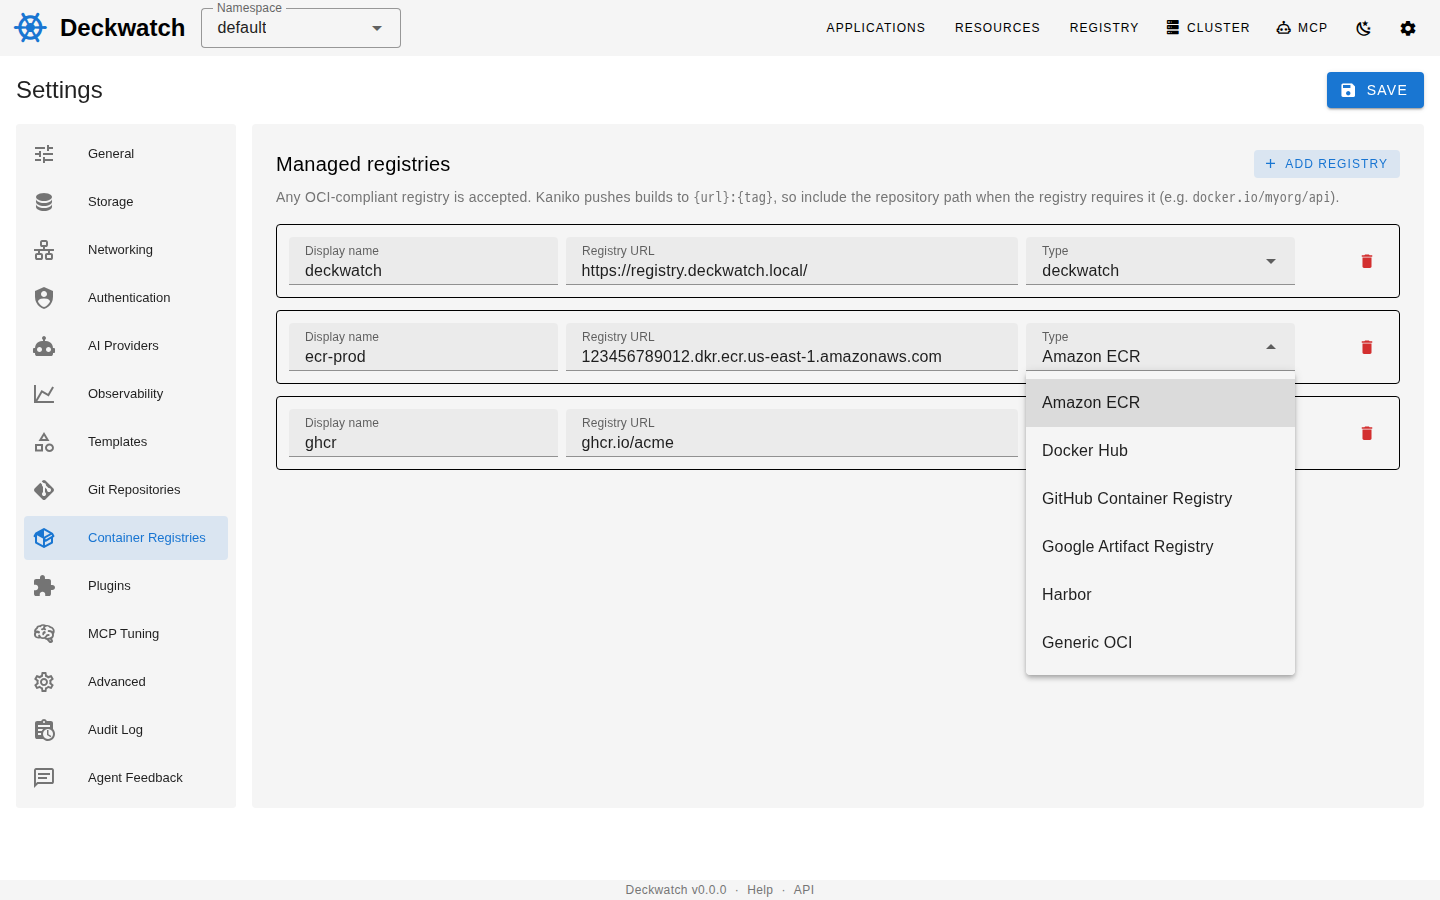 Deckwatch
Namespace
default
APPLICATIONS
RESOURCES
REGISTRY
CLUSTER
MCP
Settings
SAVE
General
Storage
Networking
Authentication
AI Providers
Observability
Templates
Git Repositories
Container Registries
Plugins
MCP Tuning
Advanced
Audit Log
Agent Feedback
Managed registries
ADD REGISTRY
Any OCI-compliant registry is accepted. Kaniko pushes builds to {url}:{tag}, so include the repository path when the registry requires it (e.g. docker.io/myorg/api).
Display name
deckwatch
Registry URL
https://registry.deckwatch.local/
Type
deckwatch
Display name
ecr-prod
Registry URL
123456789012.dkr.ecr.us-east-1.amazonaws.com
Type
Amazon ECR
Display name
ghcr
Registry URL
ghcr.io/acme
Amazon ECR
Docker Hub
GitHub Container Registry
Google Artifact Registry
Harbor
Generic OCI
Deckwatch v0.0.0 · Help · API